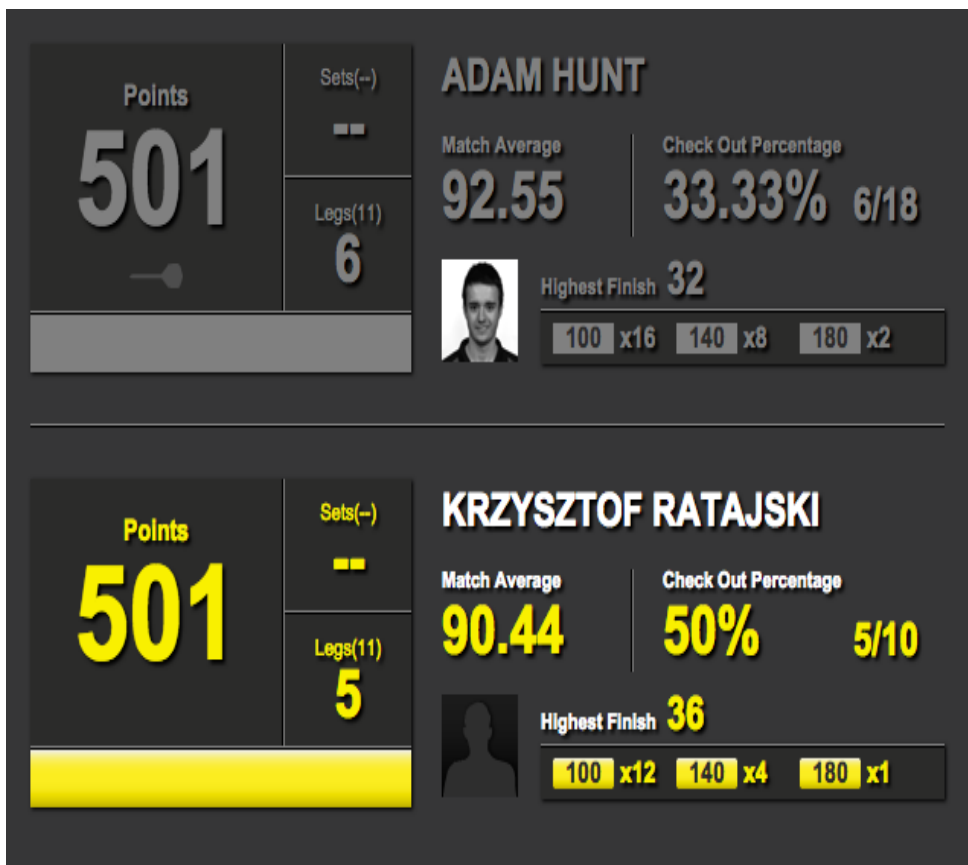 Points
501
Sets(--)
--
Legs(11)
6
ADAM HUNT
Match Average
92.55
Check Out Percentage
33.33% 6/18
Highest Finish 32
100 x16 140 x8 180 x2
Points
501
Sets(--)
--
Legs(11)
5
KRZYSZTOF RATAJSKI
Match Average
90.44
Check Out Percentage
50% 5/10
Highest Finish 36
100 x12 140 x4 180 x1